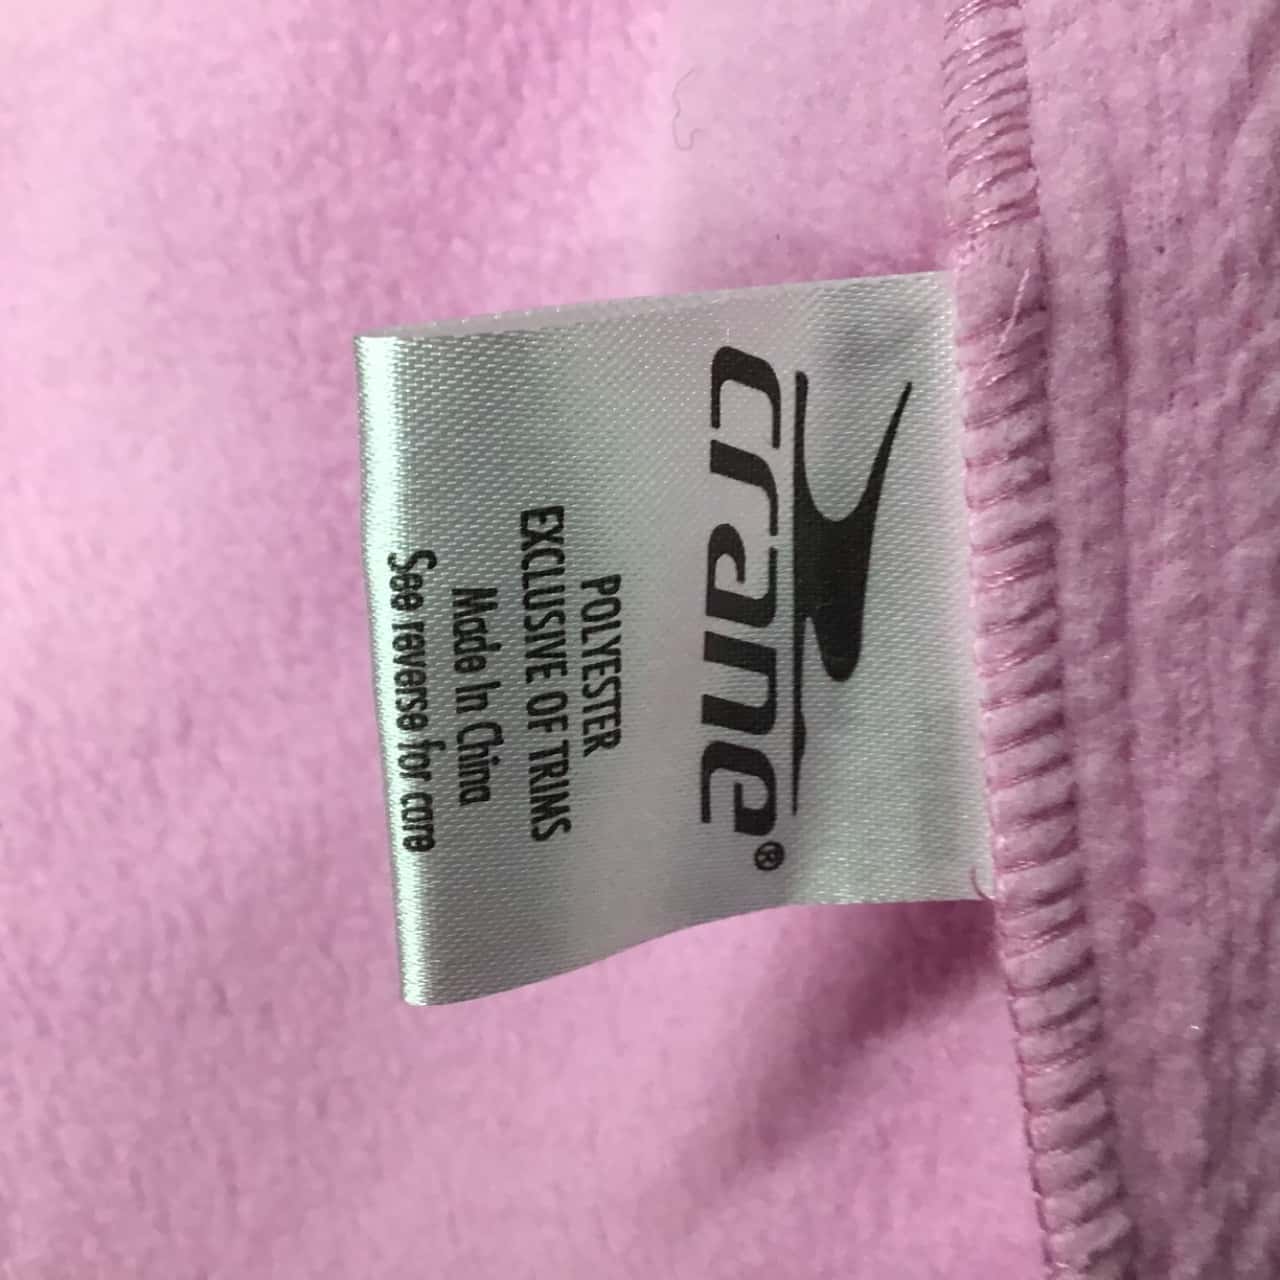 crane®
POLYESTER
EXCLUSIVE OF TRIMS
Made In China
See reverse for care